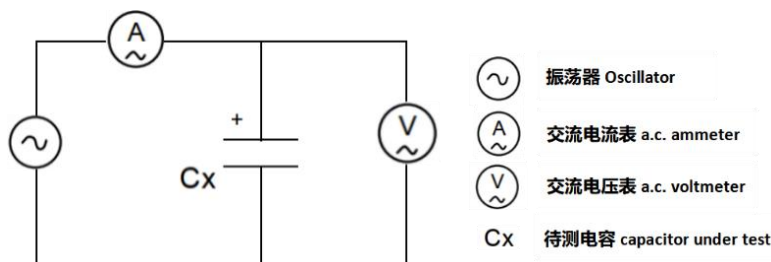 A
+
Cx
V
振荡器 Oscillator
A 交流电流表 a.c. ammeter
V 交流电压表 a.c. voltmeter
Cx 待测电容 capacitor under test